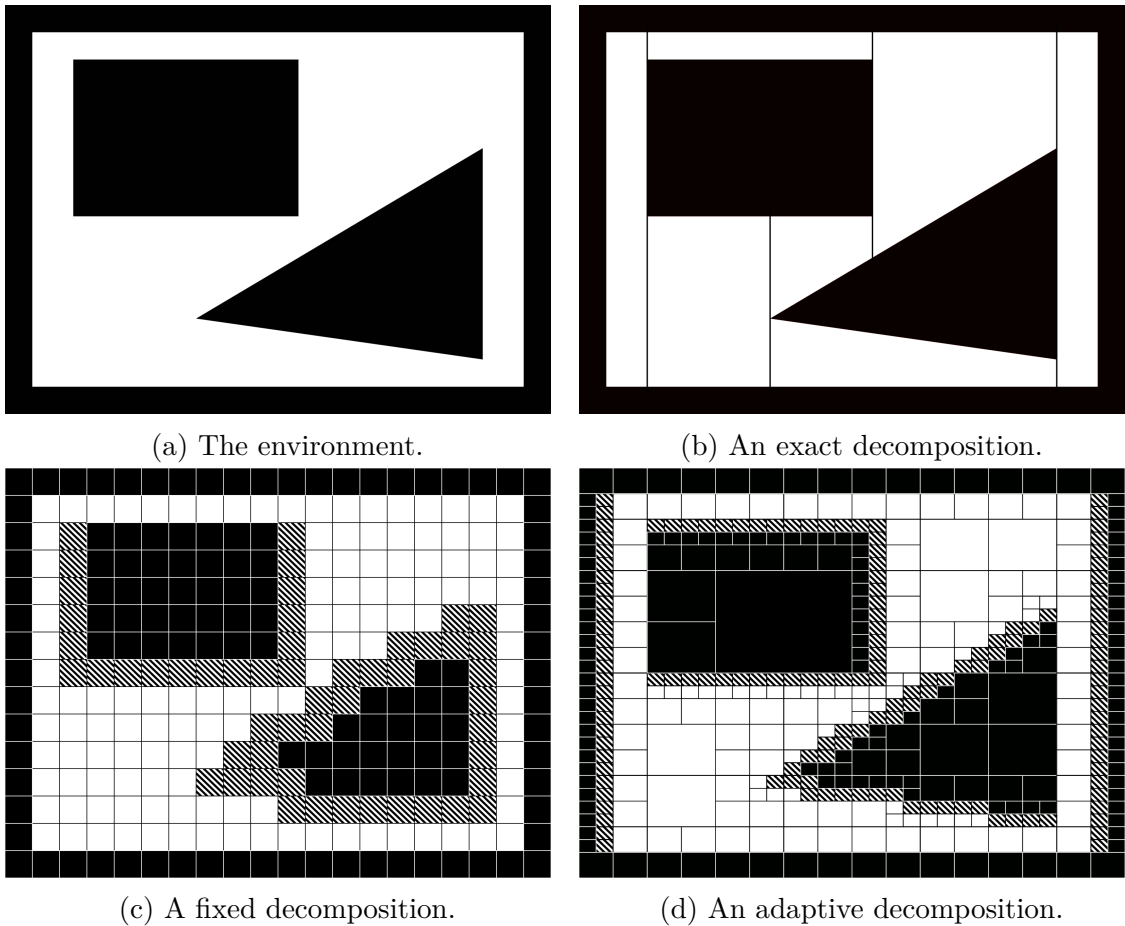 (a) The environment.
(b) An exact decomposition.
(c) A fixed decomposition.
(d) An adaptive decomposition.